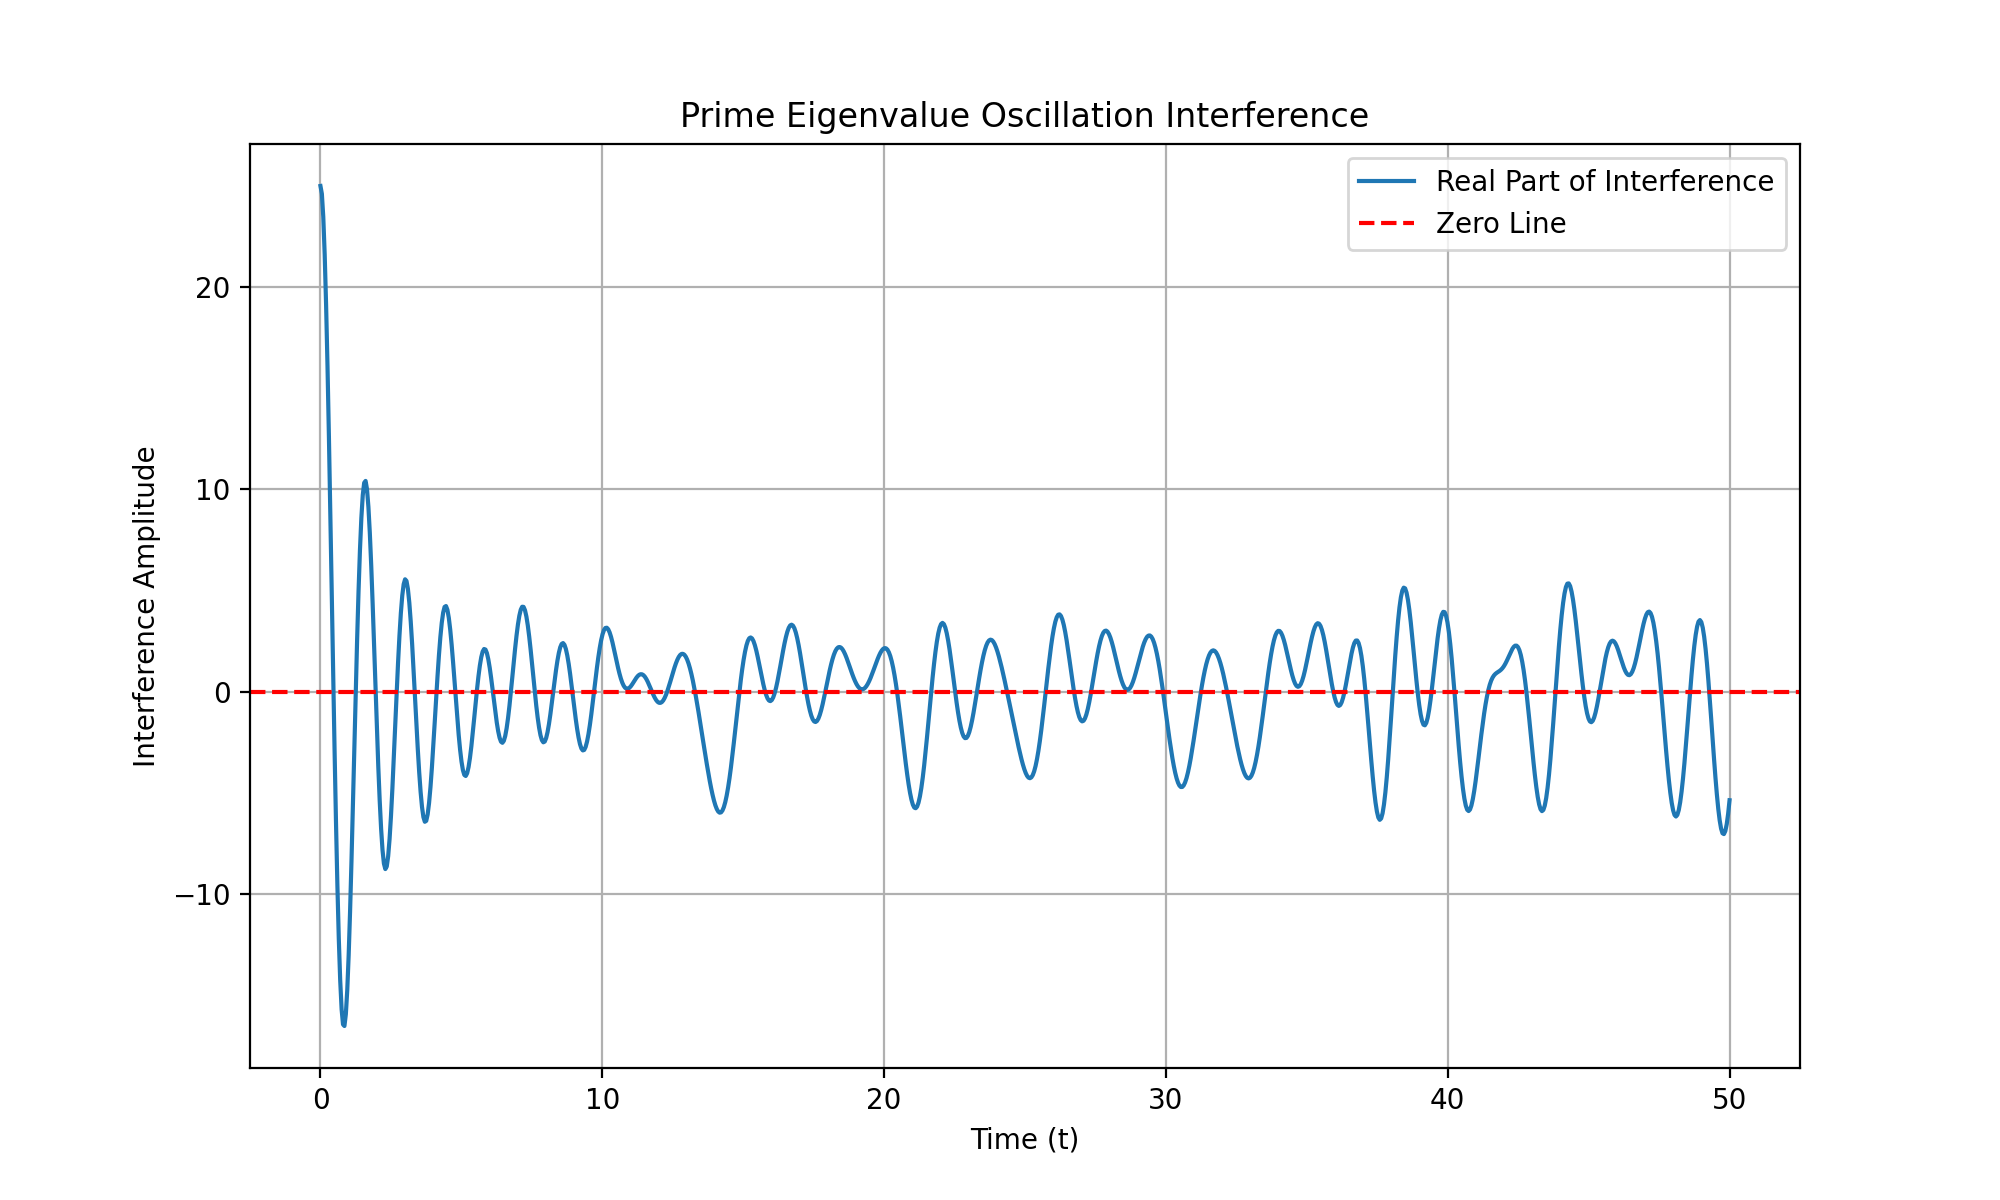 Prime Eigenvalue Oscillation Interference
Real Part of Interference
Zero Line
Interference Amplitude
20
10
0
−10
0
10
20
30
40
50
Time (t)